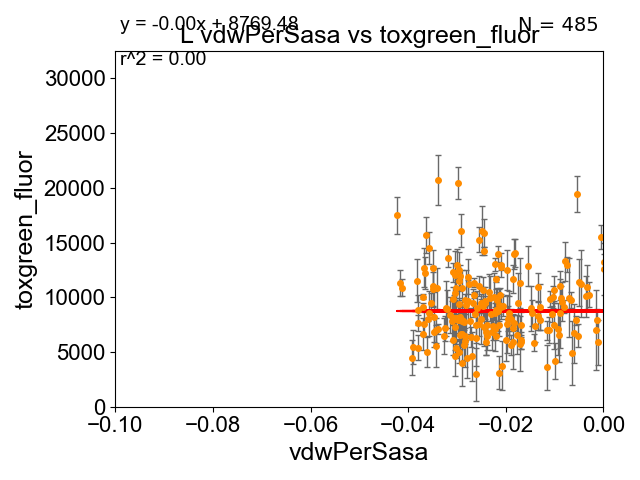 y = -0.00x + 8769.48
N = 485
L vdwPerSasa vs toxgreen_fluor
r^2 = 0.00
30000
25000
20000
15000
10000
5000
0
toxgreen_fluor
−0.10 −0.08 −0.06 −0.04 −0.02 0.00
vdwPerSasa